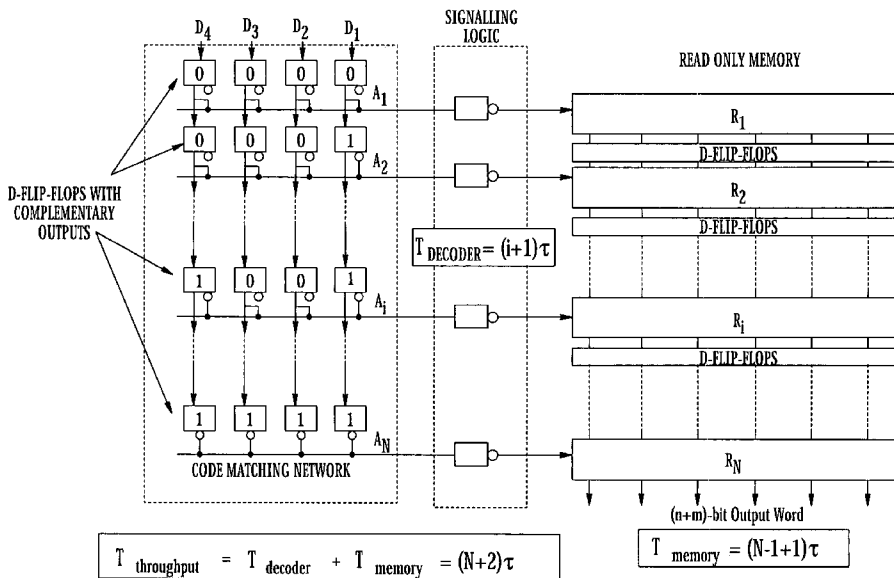 SIGNALLING
LOGIC
D4 D3 D2 D1
READ ONLY MEMORY
0 0 0 0
A1
R1
D-FLIP-FLOPS
0 0 0 1
A2
R2
D-FLIP-FLOPS
D-FLIP-FLOPS WITH
COMPLEMENTARY
OUTPUTS
T DECODER = (i+1)τ
1 0 0 1
Ai
Ri
D-FLIP-FLOPS
1 1 1 1
AN
RN
CODE MATCHING NETWORK
(n+m)-bit Output Word
T memory = (N-1+1)τ
T throughput = T decoder + T memory = (N+2)τ